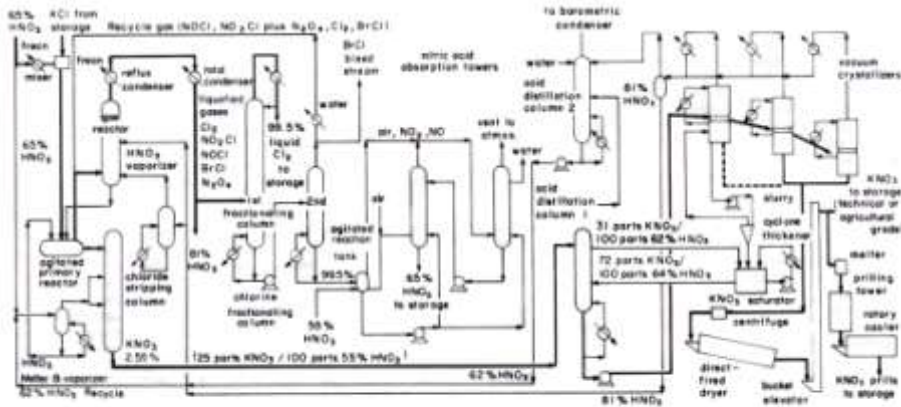 65%
HNO₃
KCl from
storage
Recycle gas (NOCl, NO₂Cl plus N₂O₄, Cl₂, BrCl)
freon
mixer
freon
reflux
condenser
total
condenser
gas
reactor
liquefied
gases
Cl₂
NO₂Cl
NOCl
BrCl
N₂O₄
99.5%
liquid
Cl₂
to
storage
water
BrCl
bleed
stream
nitric acid
absorption towers
to barometric
condenser
water
acid
distillation
column 2
81%
HNO₃
vacuum
crystallizers
65%
HNO₃
HNO₃
vaporizer
air, NO₂, NO
vent to
atmos.
water
air
1st
fractionating
column
2nd
agitated reaction
tank
acid
distillation
column 1
slurry
cyclone
thickener
KNO₃
to storage
(technical or
agricultural
grade)
31 parts KNO₃/
100 parts 62% HNO₃
72 parts KNO₃/
100 parts 64% HNO₃
agitated
primary
reactor
chloride
stripping
column
81%
HNO₃
chlorine
fractionating
column
99.5%
56%
HNO₃
65%
HNO₃
to storage
KNO₃ saturator
centrifuge
melter
prilling
tower
rotary
cooler
HNO₃
KNO₃
(25 parts KNO₃ / 100 parts 55% HNO₃)
62% HNO₃
direct-
fired
dryer
bucket
elevator
KNO₃ prills
to storage
62% HNO₃ Recycle
81% HNO₃